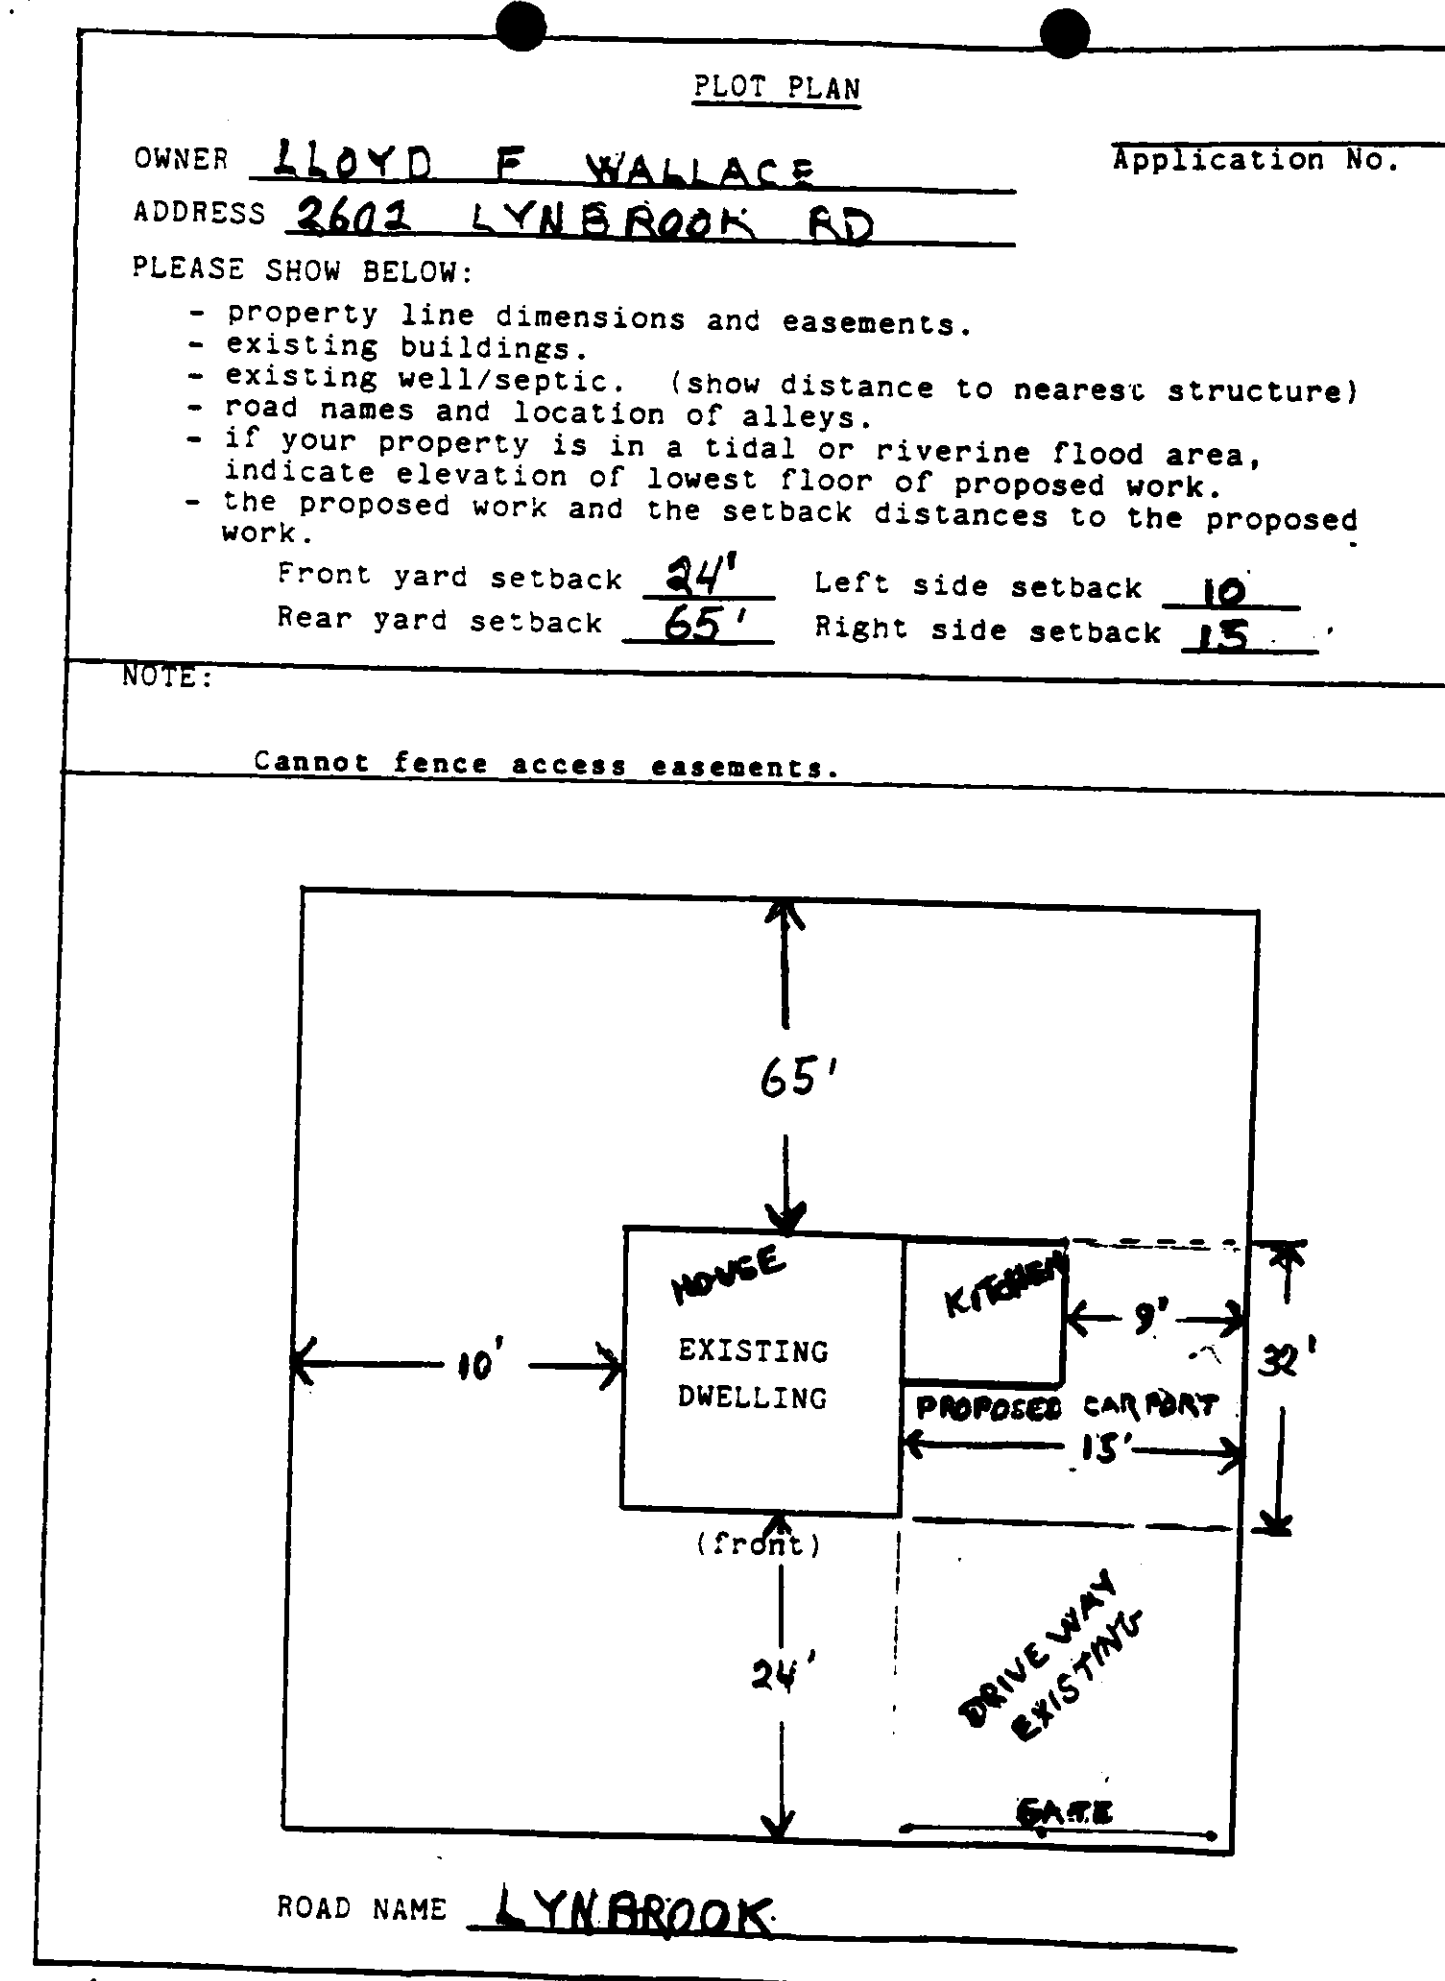 PLOT PLAN
OWNER LLOYD F WALLACE
Application No.
ADDRESS 2602 LYNBROOK RD
PLEASE SHOW BELOW:
- property line dimensions and easements.
- existing buildings.
- existing well/septic. (show distance to nearest structure)
- road names and location of alleys.
- if your property is in a tidal or riverine flood area,
indicate elevation of lowest floor of proposed work.
- the proposed work and the setback distances to the proposed
work.
Front yard setback 24' Left side setback 10
Rear yard setback 65' Right side setback 15
NOTE:
Cannot fence access easements.
65'
HOUSE
KITCHEN
9'
EXISTING
10'
32'
DWELLING
PROPOSED CARPORT
15'
(front)
24'
DRIVE WAY
EXISTING
GATE
ROAD NAME LYNBROOK